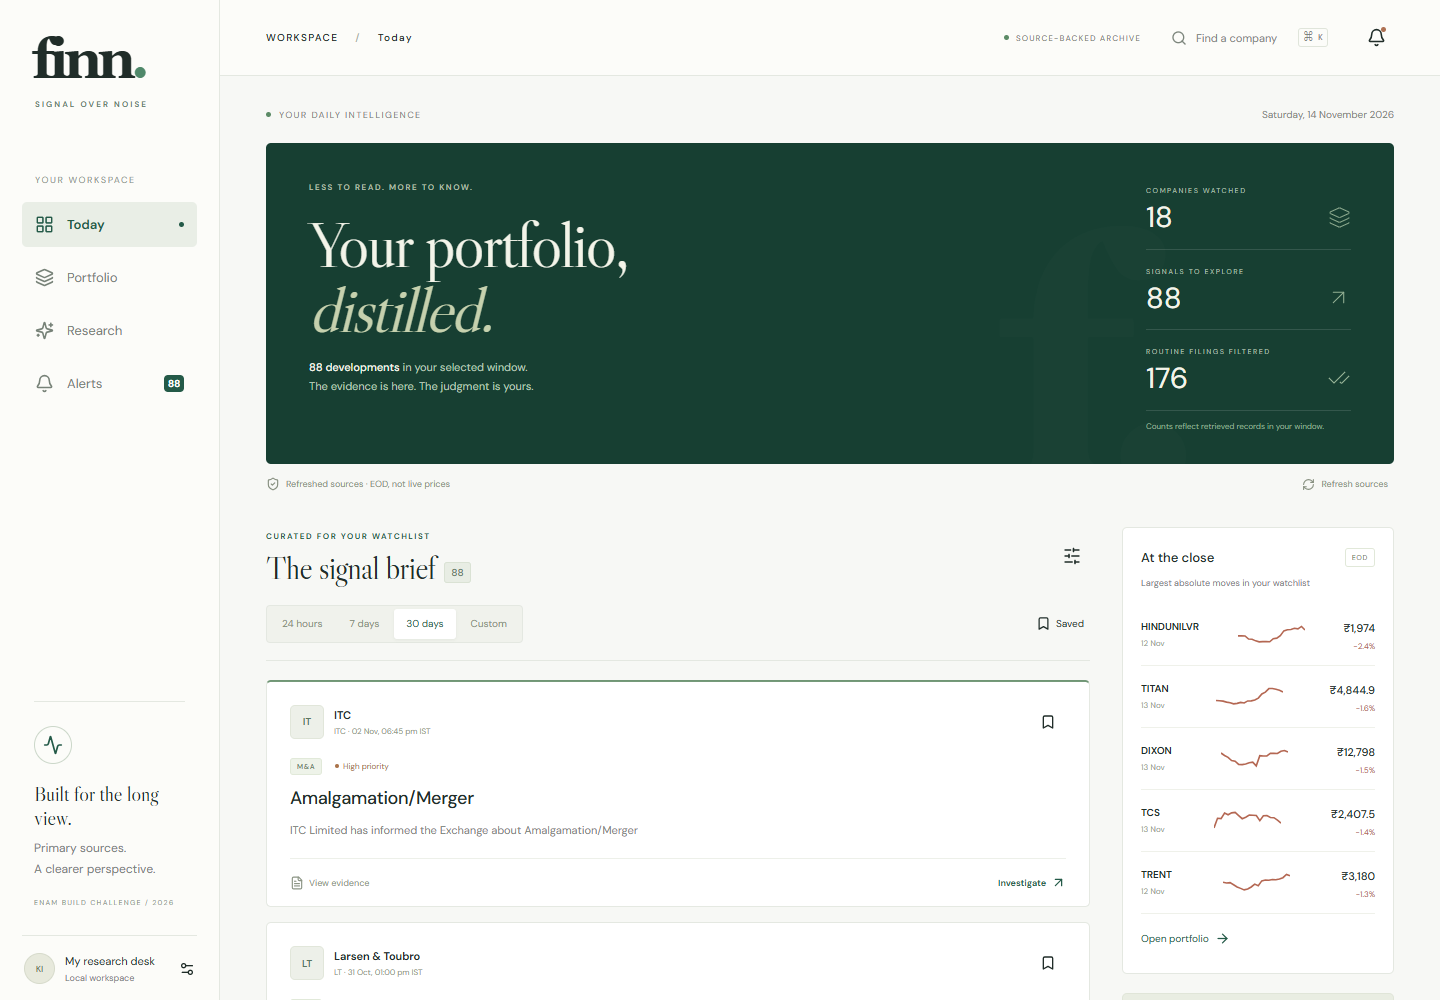 finn.
SIGNAL OVER NOISE
YOUR WORKSPACE
Today
Portfolio
Research
Alerts 88
Built for the long
view.
Primary sources.
A clearer perspective.
ENAM BUILD CHALLENGE / 2026
KI
My research desk
Local workspace
WORKSPACE / Today
SOURCE-BACKED ARCHIVE
Find a company
⌘ K
YOUR DAILY INTELLIGENCE
Saturday, 14 November 2026
LESS TO READ. MORE TO KNOW.
Your portfolio,
distilled.
88 developments in your selected window.
The evidence is here. The judgment is yours.
COMPANIES WATCHED
18
SIGNALS TO EXPLORE
88
ROUTINE FILINGS FILTERED
176
Counts reflect retrieved records in your window.
f.
Refreshed sources · EOD, not live prices
Refresh sources
CURATED FOR YOUR WATCHLIST
The signal brief 88
24 hours 7 days 30 days Custom
Saved
IT
ITC
ITC · 02 Nov, 06:45 pm IST
M&A
High priority
Amalgamation/Merger
ITC Limited has informed the Exchange about Amalgamation/Merger
View evidence
Investigate
LT
Larsen & Toubro
LT · 31 Oct, 01:00 pm IST
At the close
EOD
Largest absolute moves in your watchlist
HINDUNILVR ₹1,974
12 Nov -2.4%
TITAN ₹4,844.9
13 Nov -1.6%
DIXON ₹12,798
13 Nov -1.5%
TCS ₹2,407.5
13 Nov -1.4%
TRENT ₹3,180
12 Nov -1.3%
Open portfolio